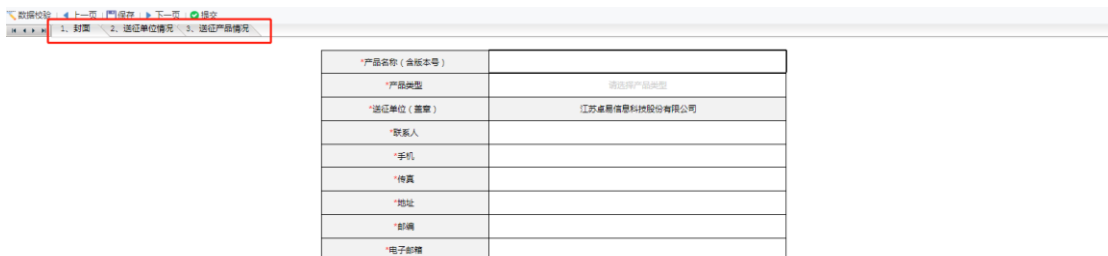 数据校验 上一页 保存 下一页 提交
1、封面 2、送征单位情况 3、送征产品情况
*产品名称(含版本号)
*产品类型 请选择产品类型
*送征单位(盖章) 江苏卓易信息科技股份有限公司
*联系人
*手机
*传真
*地址
*邮编
*电子邮箱